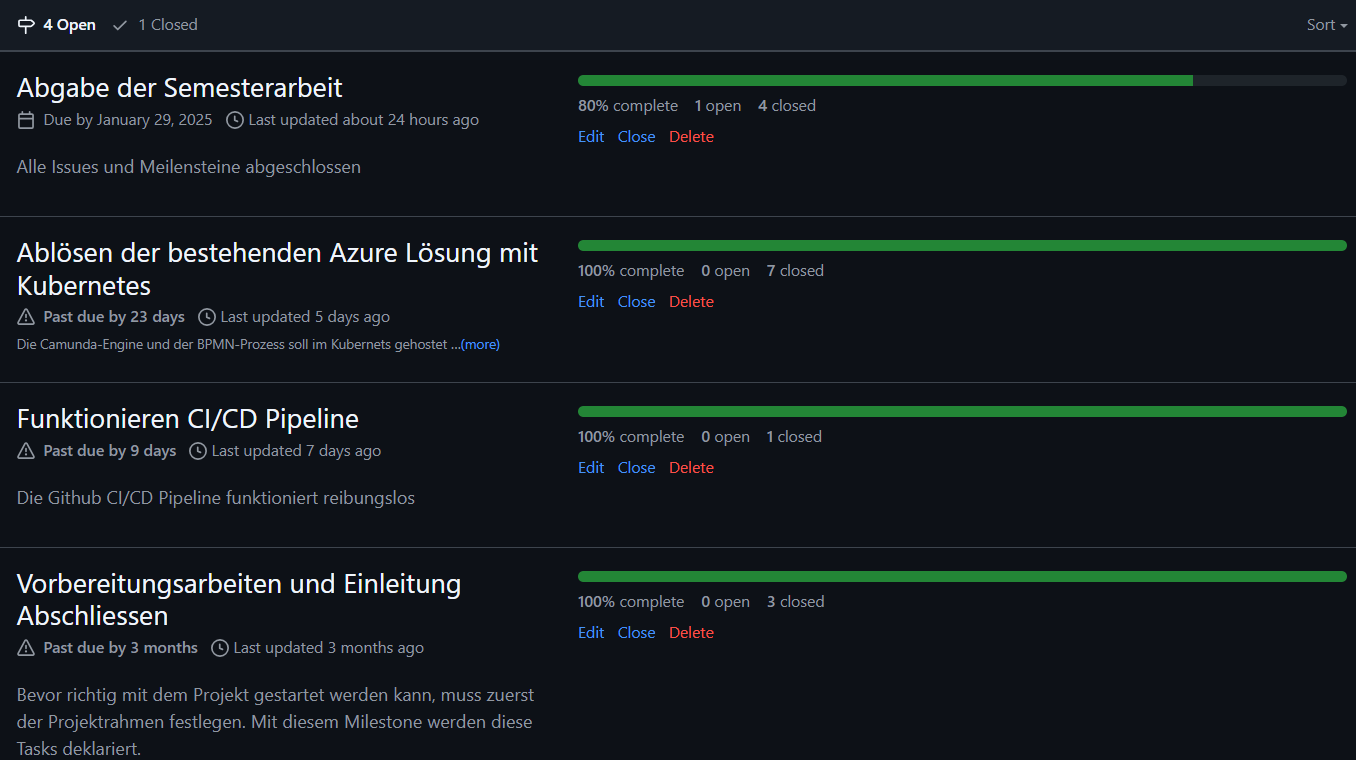 4 Open 1 Closed Sort
Abgabe der Semesterarbeit
Due by January 29, 2025 Last updated about 24 hours ago
Alle Issues und Meilensteine abgeschlossen
80% complete 1 open 4 closed
Edit Close Delete
Ablösen der bestehenden Azure Lösung mit
Kubernetes
Past due by 23 days Last updated 5 days ago
Die Camunda-Engine und der BPMN-Prozess soll im Kubernets gehostet ...(more)
100% complete 0 open 7 closed
Edit Close Delete
Funktionieren CI/CD Pipeline
Past due by 9 days Last updated 7 days ago
Die Github CI/CD Pipeline funktioniert reibungslos
100% complete 0 open 1 closed
Edit Close Delete
Vorbereitungsarbeiten und Einleitung
Abschliessen
Past due by 3 months Last updated 3 months ago
Bevor richtig mit dem Projekt gestartet werden kann, muss zuerst
der Projektrahmen festlegen. Mit diesem Milestone werden diese
Tasks deklariert.
100% complete 0 open 3 closed
Edit Close Delete